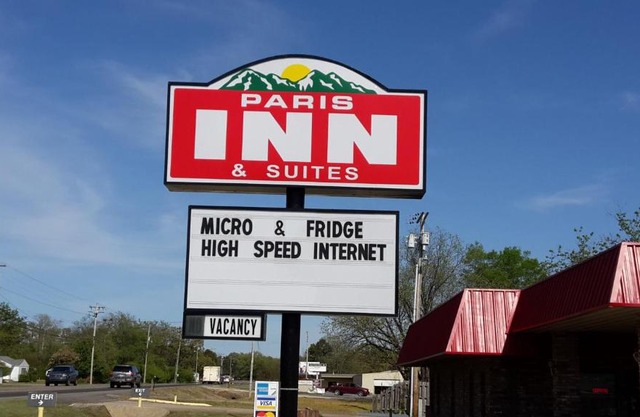 PARIS
INN
& SUITES
MICRO & FRIDGE
HIGH SPEED INTERNET
VACANCY
ENTER
VISA